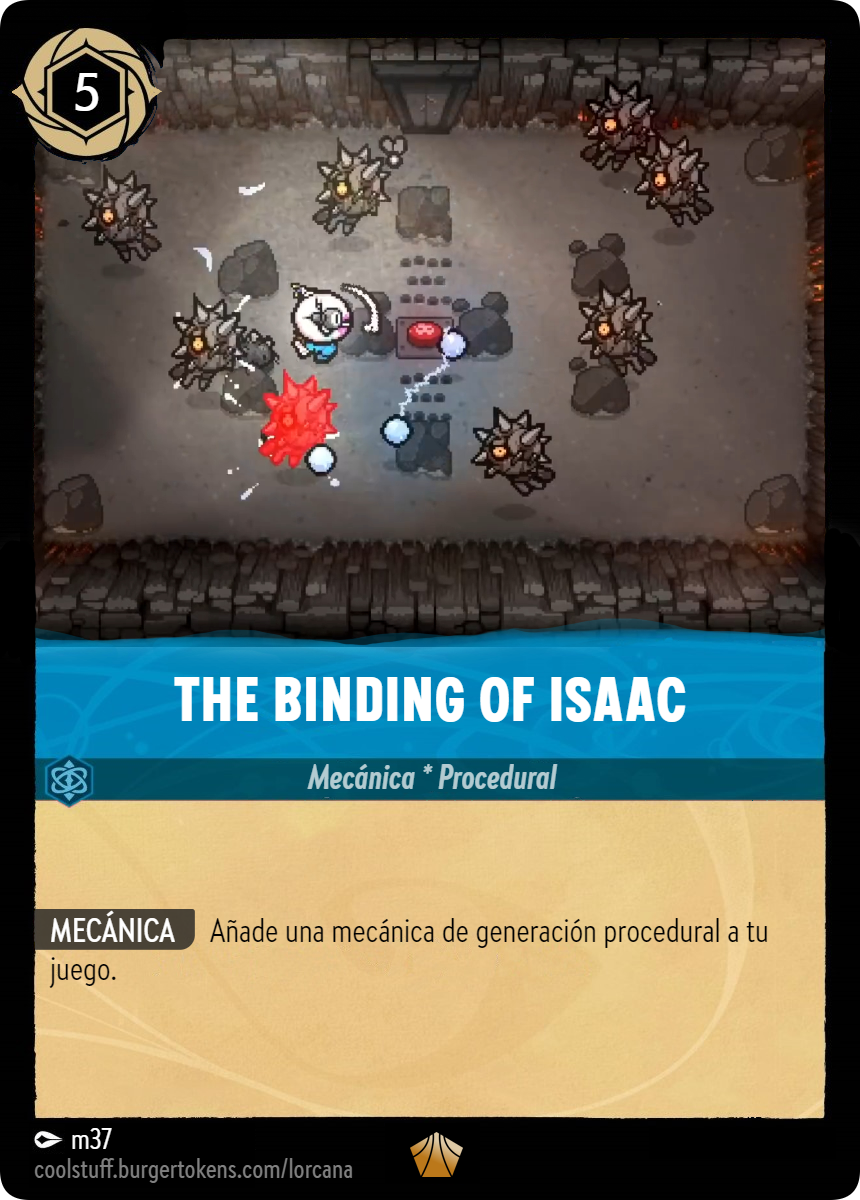 5
THE BINDING OF ISAAC
Mecánica * Procedural
MECÁNICA Añade una mecánica de generación procedural a tu
juego.
m37
coolstuff.burgertokens.com/lorcana